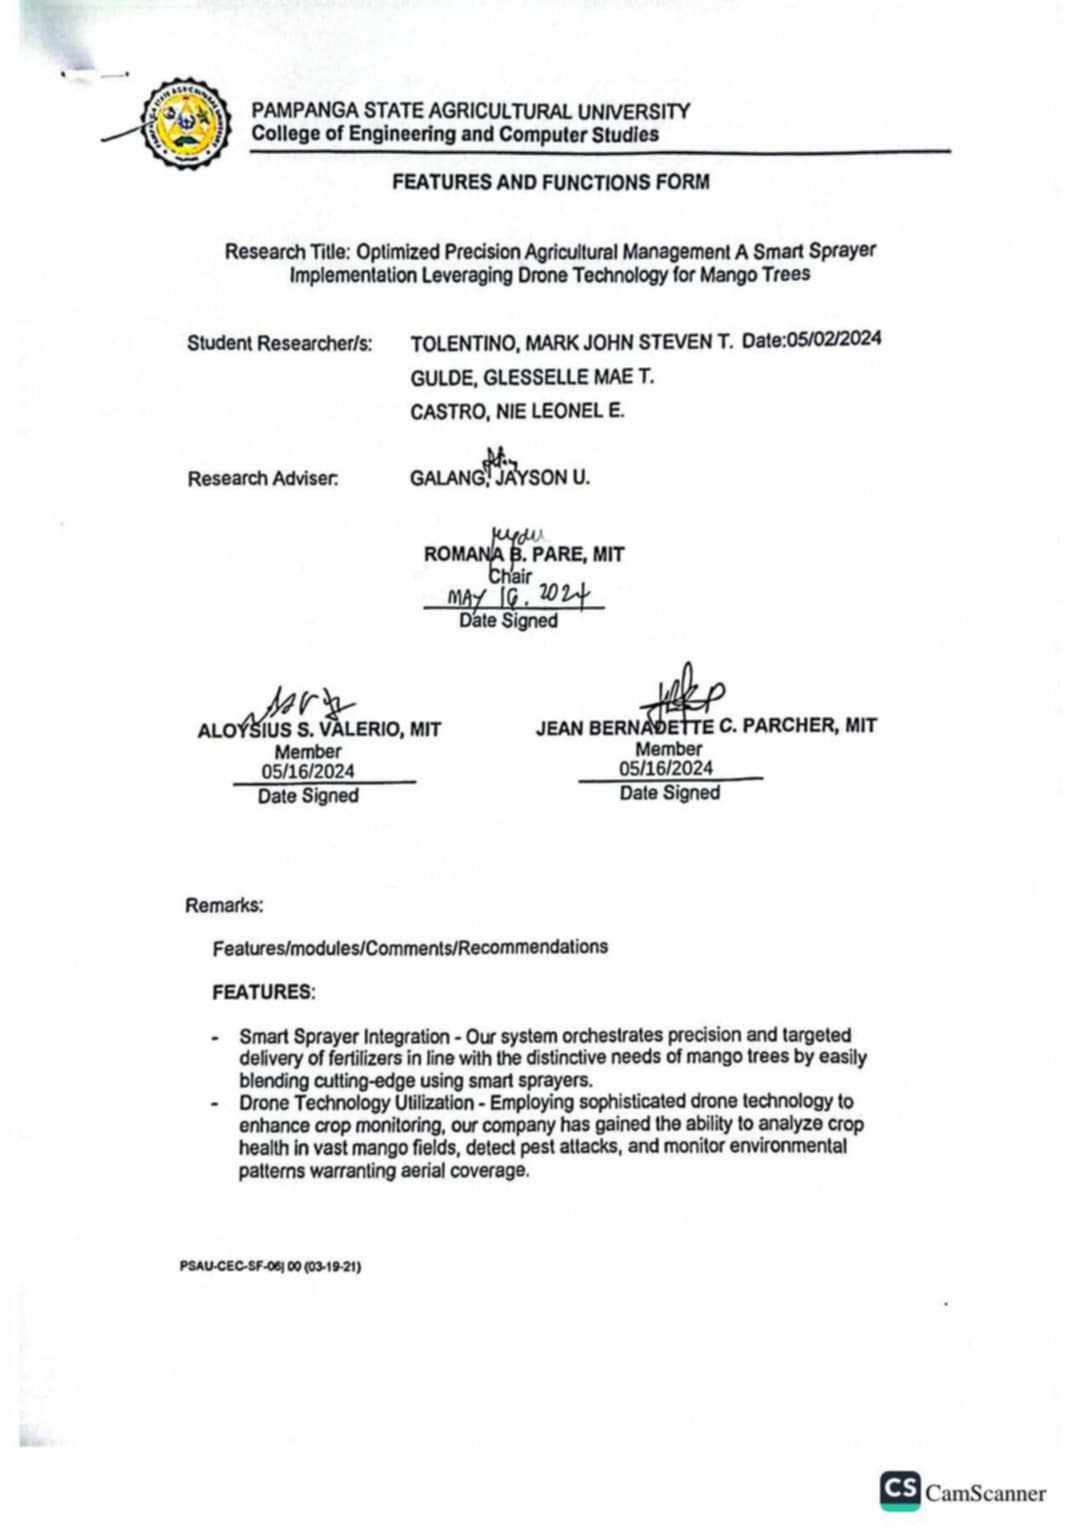 PAMPANGA STATE AGRICULTURAL UNIVERSITY
College of Engineering and Computer Studies
FEATURES AND FUNCTIONS FORM
Research Title: Optimized Precision Agricultural Management A Smart Sprayer
Implementation Leveraging Drone Technology for Mango Trees
Student Researcher/s: TOLENTINO, MARK JOHN STEVEN T. Date:05/02/2024
GULDE, GLESSELLE MAE T.
CASTRO, NIE LEONEL E.
Research Adviser: GALANG, JAYSON U.
ROMANA B. PARE, MIT
Chair
MAY 16, 2024
Date Signed
ALOYSIUS S. VALERIO, MIT JEAN BERNADETTE C. PARCHER, MIT
Member Member
05/16/2024 05/16/2024
Date Signed Date Signed
Remarks:
Features/modules/Comments/Recommendations
FEATURES:
- Smart Sprayer Integration - Our system orchestrates precision and targeted
delivery of fertilizers in line with the distinctive needs of mango trees by easily
blending cutting-edge using smart sprayers.
- Drone Technology Utilization - Employing sophisticated drone technology to
enhance crop monitoring, our company has gained the ability to analyze crop
health in vast mango fields, detect pest attacks, and monitor environmental
patterns warranting aerial coverage.
PSAU-CEC-SF-06| 00 (03-19-21)
CS CamScanner